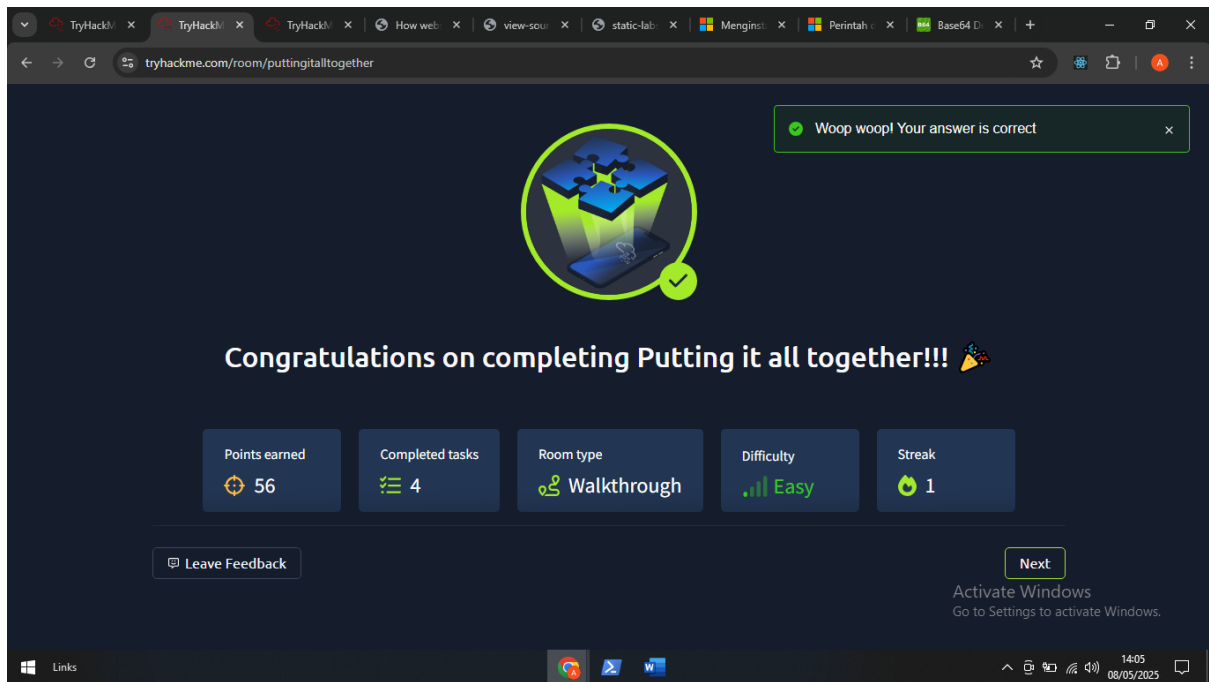 TryHackM
TryHackM
TryHackM
How web
view-sour
static-lab
Menginst
Perintah
Base64 D
tryhackme.com/room/puttingitalltogether
A
Woop woop! Your answer is correct
Congratulations on completing Putting it all together!!!
Points earned
56
Completed tasks
4
Room type
Walkthrough
Difficulty
Easy
Streak
1
Leave Feedback
Next
Activate Windows
Go to Settings to activate Windows.
Links
14:05
08/05/2025